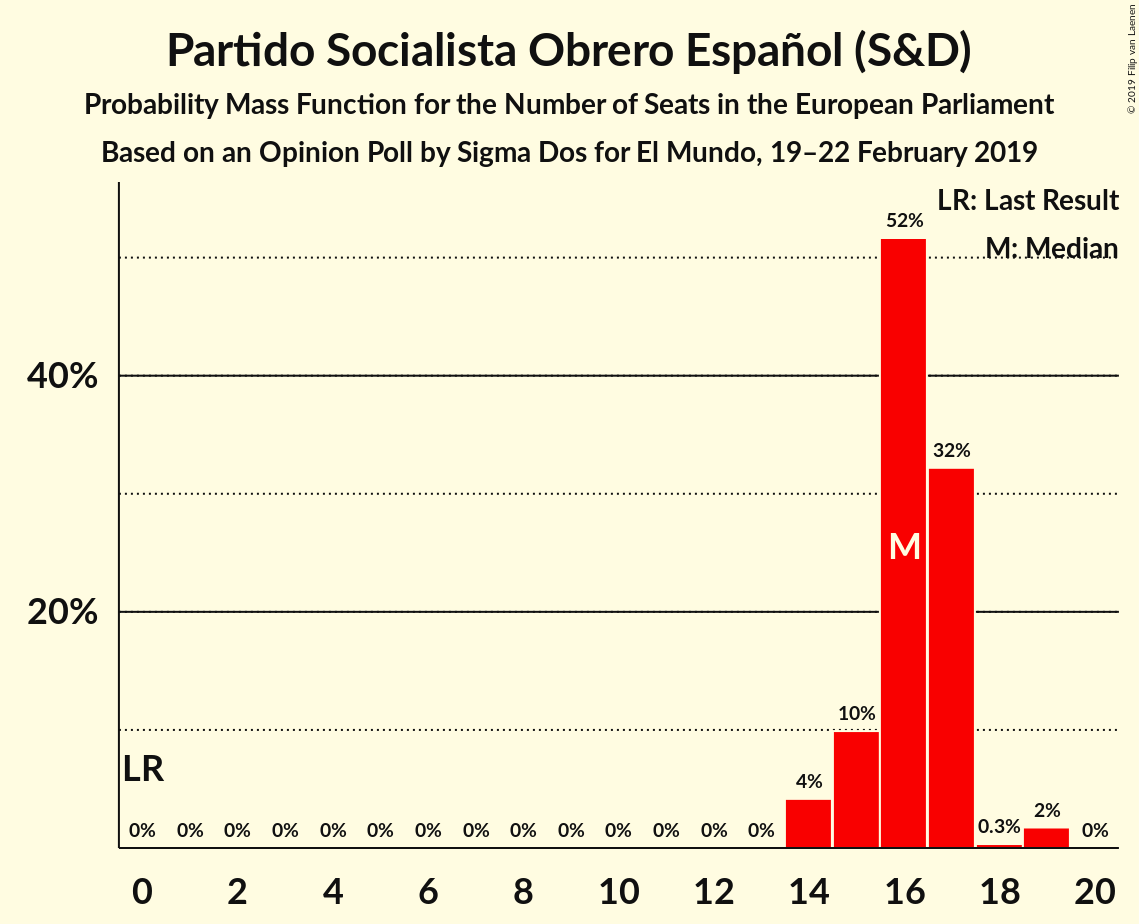 Partido Socialista Obrero Español (S&D)
Probability Mass Function for the Number of Seats in the European Parliament
Based on an Opinion Poll by Sigma Dos for El Mundo, 19–22 February 2019
© 2019 Filip van Laenen
LR: Last Result
M: Median
52%
40%
32%
M
20%
10%
LR
4%
2%
0% 0% 0% 0% 0% 0% 0% 0% 0% 0% 0% 0% 0% 0% 0.3% 0%
0 2 4 6 8 10 12 14 16 18 20